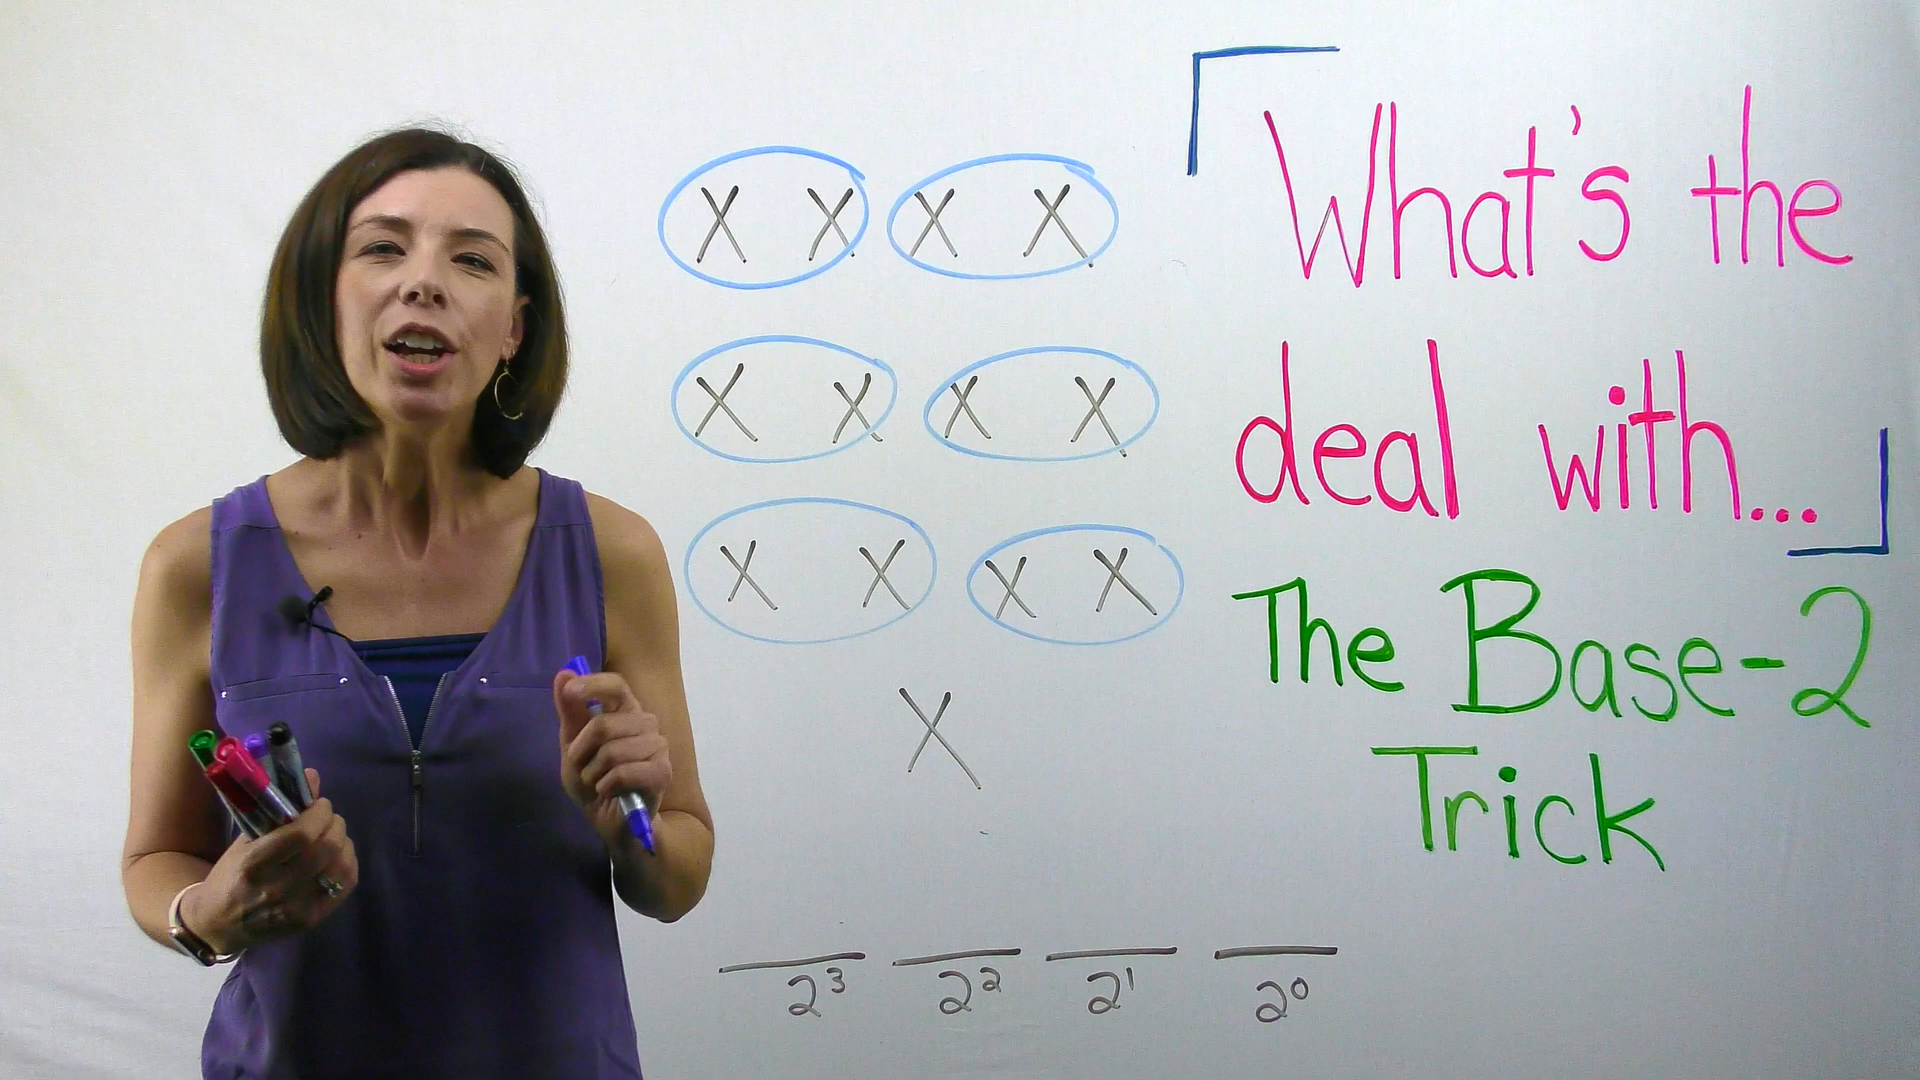 X X X X
X X X X
X X X X
X
2³ 2² 2¹ 2⁰
What's the
deal with...
The Base-2
Trick